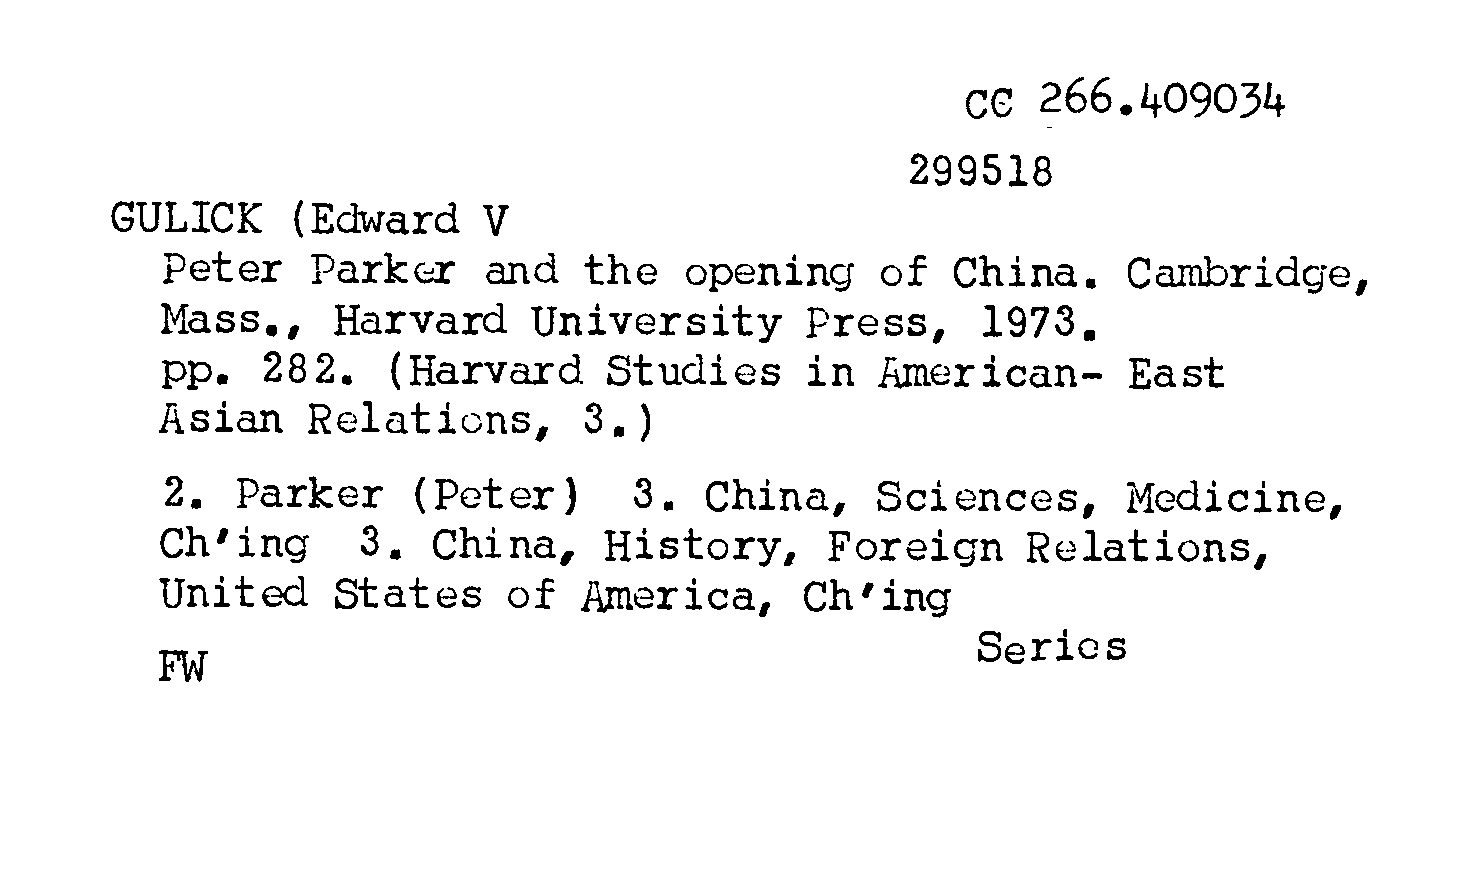 CC 266.409034
299518
GULICK (Edward V
Peter Parker and the opening of China. Cambridge,
Mass., Harvard University Press, 1973.
pp. 282. (Harvard Studies in American- East
Asian Relations, 3.)
2. Parker (Peter) 3. China, Sciences, Medicine,
Ch'ing 3. China, History, Foreign Relations,
United States of America, Ch'ing
Series
FW